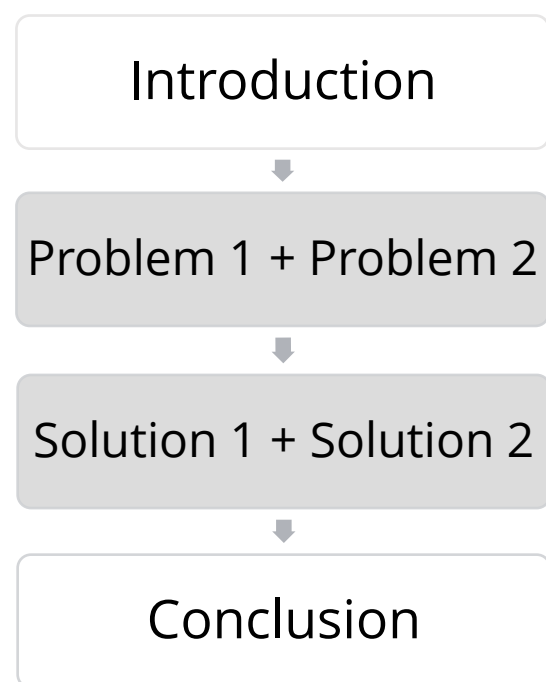 Introduction
Problem 1 + Problem 2
Solution 1 + Solution 2
Conclusion